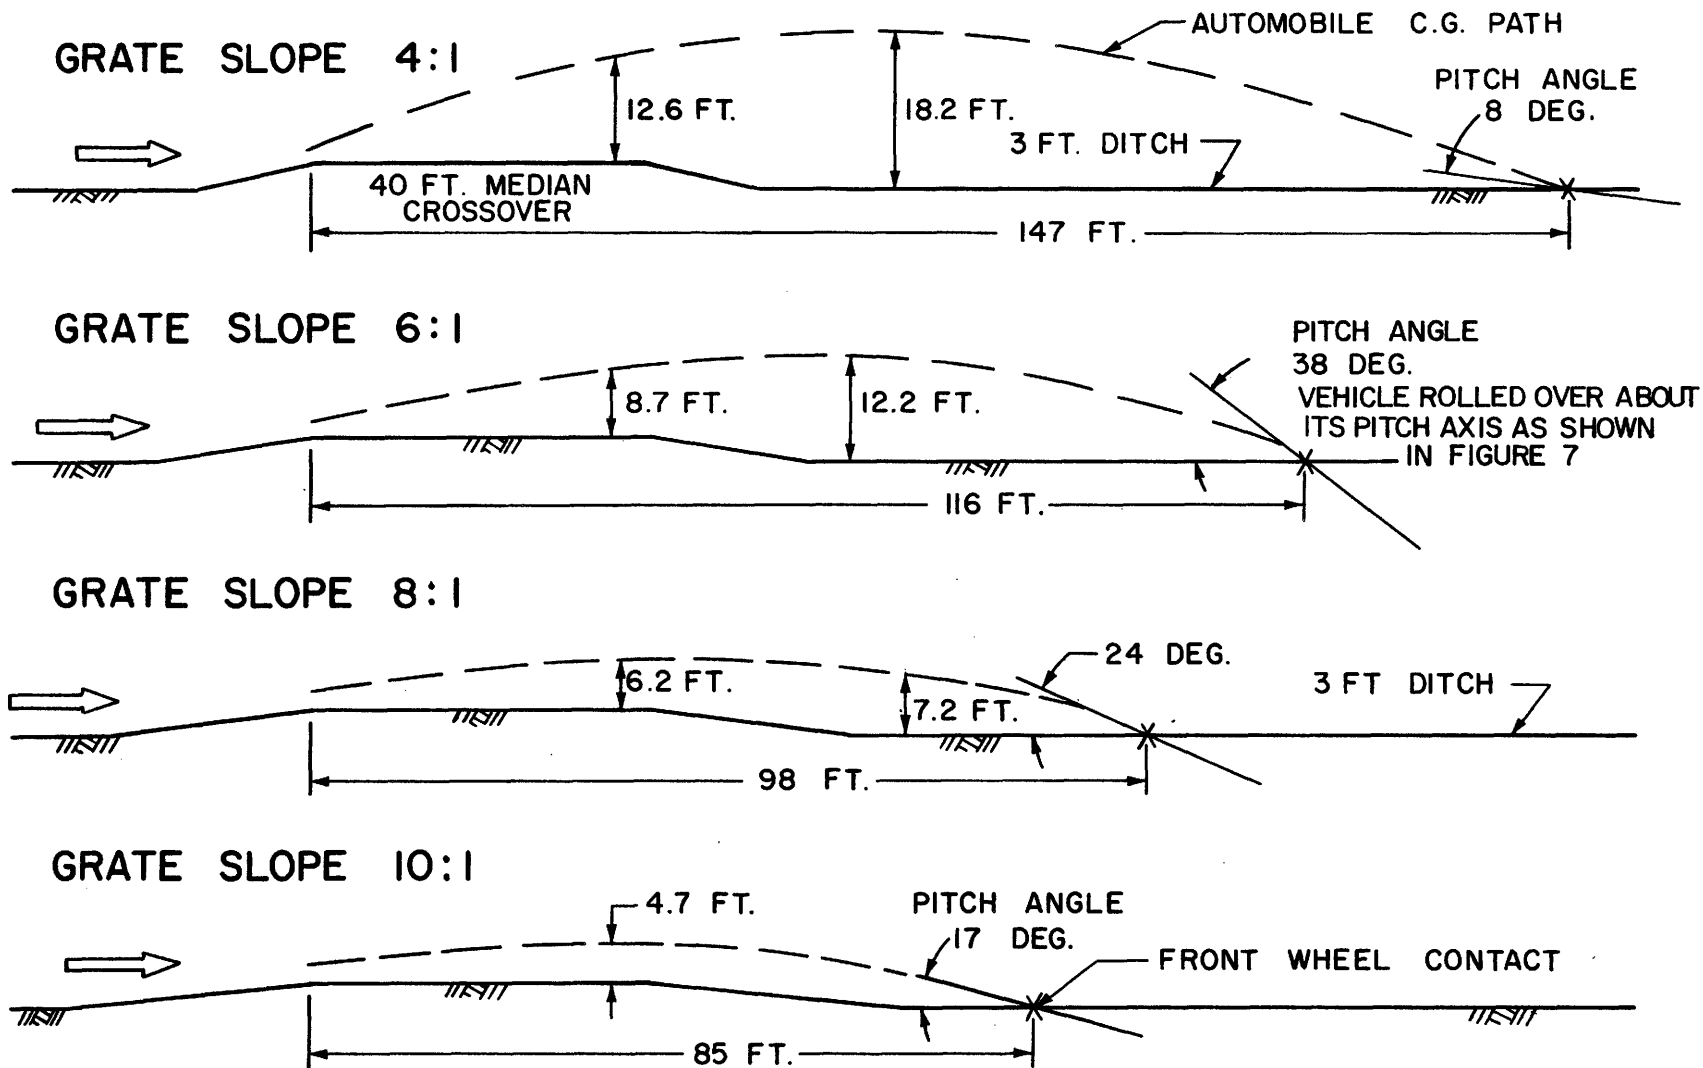 GRATE SLOPE 4:1
AUTOMOBILE C.G. PATH
PITCH ANGLE
8 DEG.
12.6 FT.
18.2 FT.
3 FT. DITCH
40 FT. MEDIAN
CROSSOVER
147 FT.
GRATE SLOPE 6:1
PITCH ANGLE
38 DEG.
VEHICLE ROLLED OVER ABOUT
ITS PITCH AXIS AS SHOWN
IN FIGURE 7
8.7 FT.
12.2 FT.
116 FT.
GRATE SLOPE 8:1
24 DEG.
6.2 FT.
7.2 FT.
3 FT DITCH
98 FT.
GRATE SLOPE 10:1
4.7 FT.
PITCH ANGLE
17 DEG.
FRONT WHEEL CONTACT
85 FT.